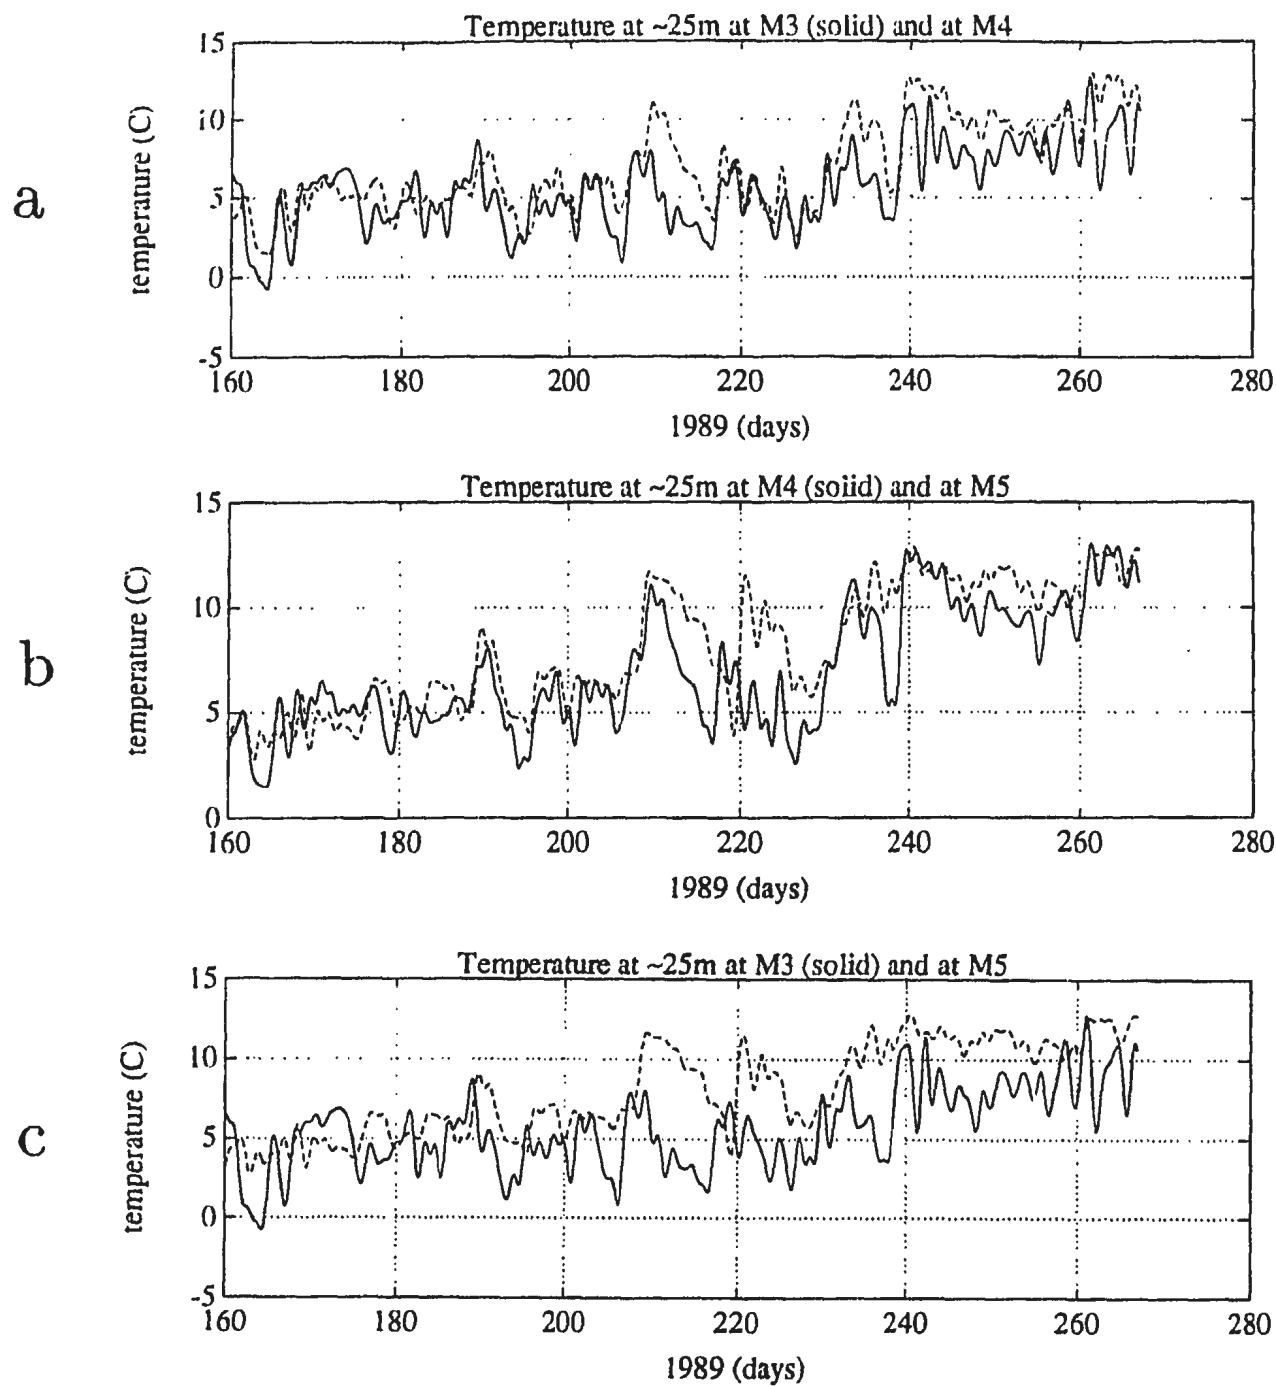 Temperature at ~25m at M3 (solid) and at M4
15
10
5
0
-5
temperature (C)
a
160 180 200 220 240 260 280
1989 (days)
Temperature at ~25m at M4 (solid) and at M5
15
10
5
0
temperature (C)
b
160 180 200 220 240 260 280
1989 (days)
Temperature at ~25m at M3 (solid) and at M5
15
10
5
0
-5
temperature (C)
c
160 180 200 220 240 260 280
1989 (days)